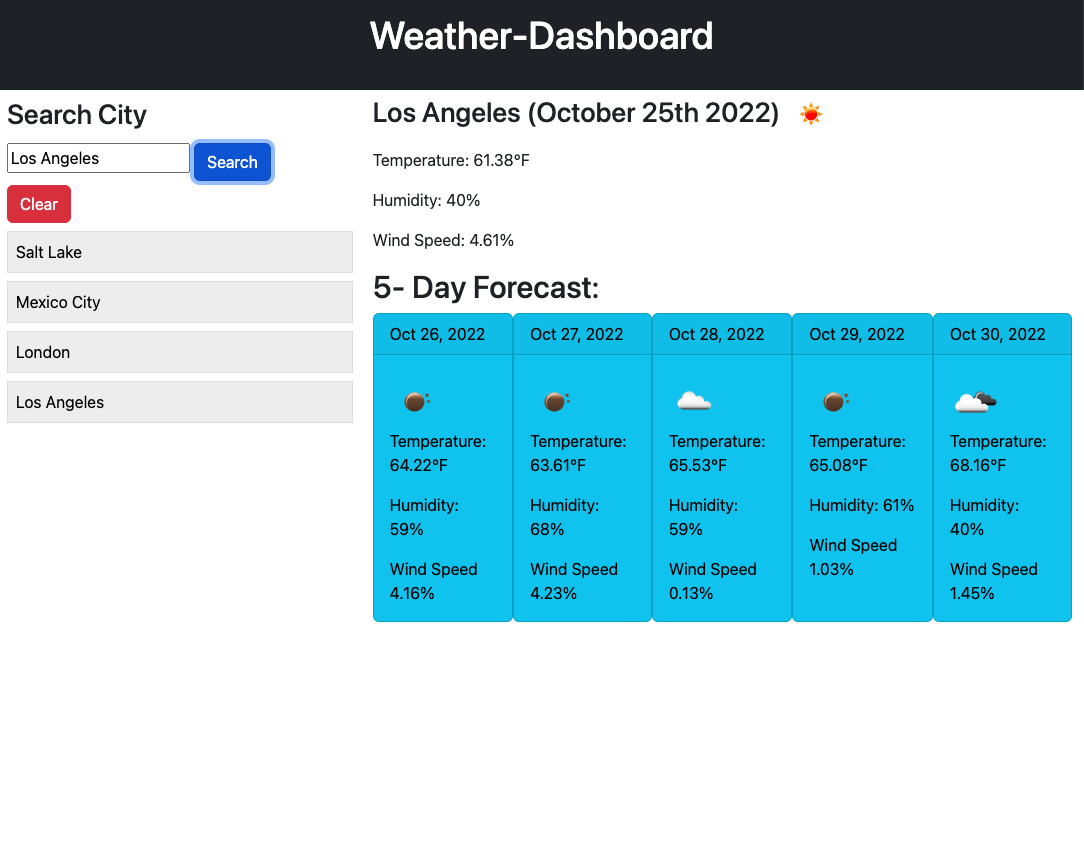 Weather-Dashboard
Search City
Los Angeles
Search
Clear
Salt Lake
Mexico City
London
Los Angeles
Los Angeles (October 25th 2022)
Temperature: 61.38°F
Humidity: 40%
Wind Speed: 4.61%
5- Day Forecast:
Oct 26, 2022
Temperature:
64.22°F
Humidity:
59%
Wind Speed
4.16%
Oct 27, 2022
Temperature:
63.61°F
Humidity:
68%
Wind Speed
4.23%
Oct 28, 2022
Temperature:
65.53°F
Humidity:
59%
Wind Speed
0.13%
Oct 29, 2022
Temperature:
65.08°F
Humidity: 61%
Wind Speed
1.03%
Oct 30, 2022
Temperature:
68.16°F
Humidity:
40%
Wind Speed
1.45%